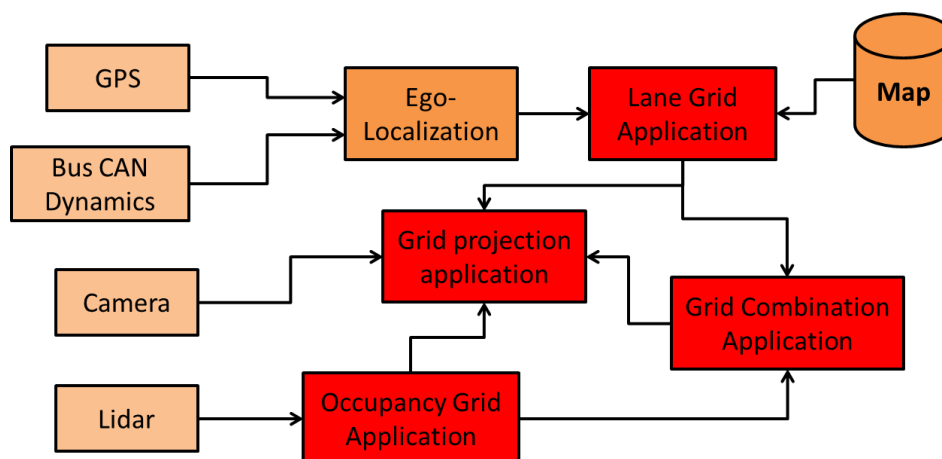 GPS
Ego-
Localization
Lane Grid
Application
Map
Bus CAN
Dynamics
Grid projection
application
Camera
Grid Combination
Application
Lidar
Occupancy Grid
Application